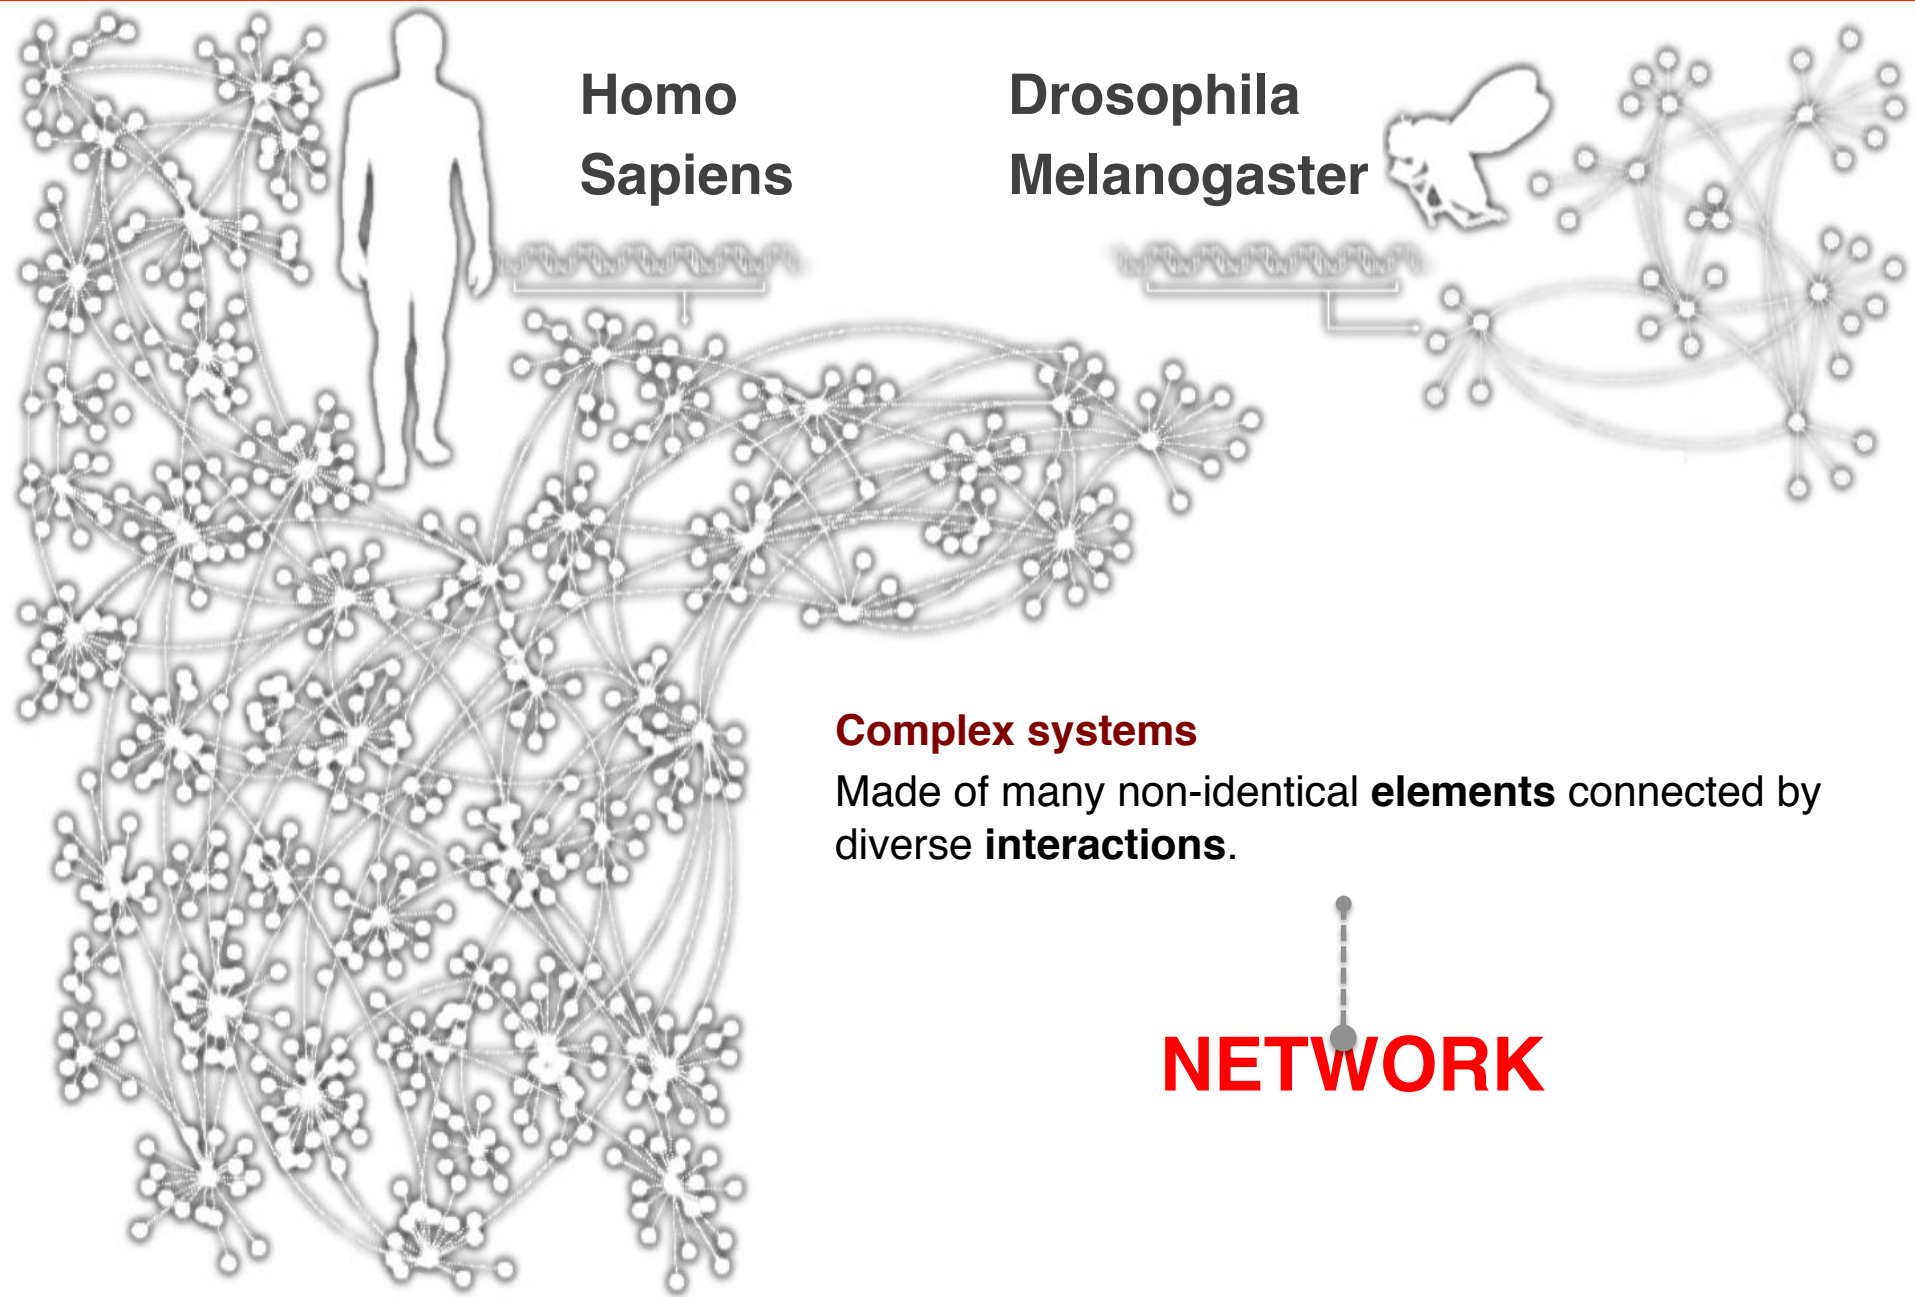 Homo
Sapiens
Drosophila
Melanogaster
Complex systems
Made of many non-identical elements connected by
diverse interactions.
NETWORK